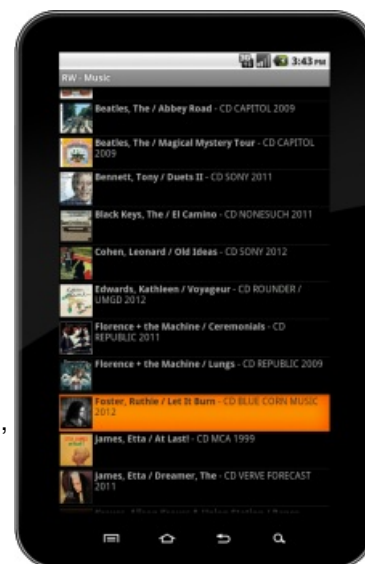 3G 3:43 PM
RW - Music
Beatles, The / Abbey Road - CD CAPITOL 2009
Beatles, The / Magical Mystery Tour - CD CAPITOL
2009
Bennett, Tony / Duets II - CD SONY 2011
Black Keys, The / El Camino - CD NONESUCH 2011
Cohen, Leonard / Old Ideas - CD SONY 2012
Edwards, Kathleen / Voyageur - CD ROUNDER /
UMGD 2012
Florence + the Machine / Ceremonials - CD
REPUBLIC 2011
Florence + the Machine / Lungs - CD REPUBLIC 2009
,
Foster, Ruthie / Let It Burn - CD BLUE CORN MUSIC
2012
James, Etta / At Last! - CD MCA 1999
James, Etta / Dreamer, The - CD VERVE FORECAST
2011